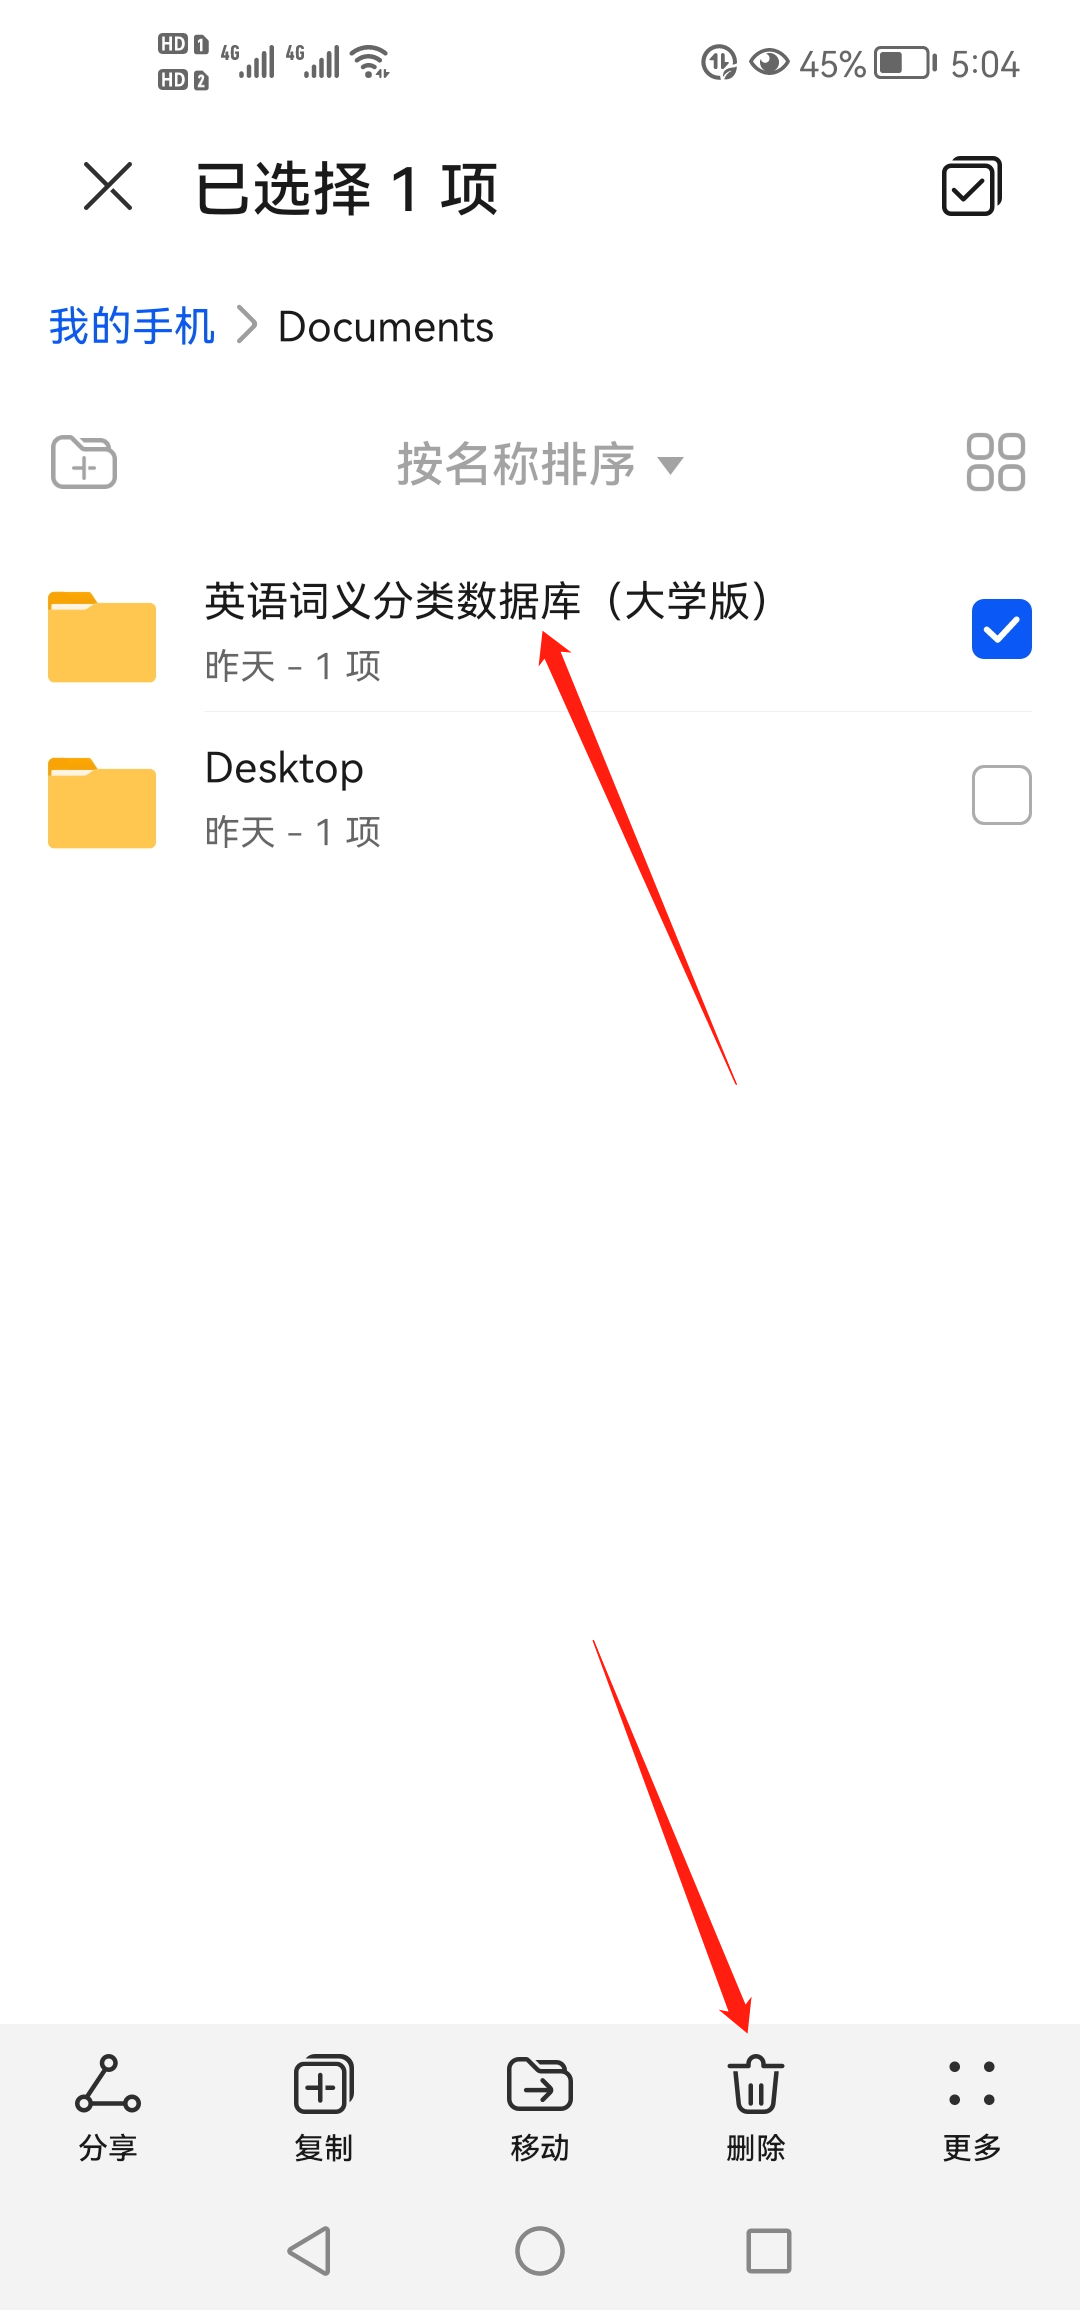 HD 1 4G 4G 45% 5:04
HD 2
已选择 1 项
我的手机 > Documents
按名称排序
英语词义分类数据库（大学版）
昨天 - 1 项
Desktop
昨天 - 1 项
分享 复制 移动 删除 更多